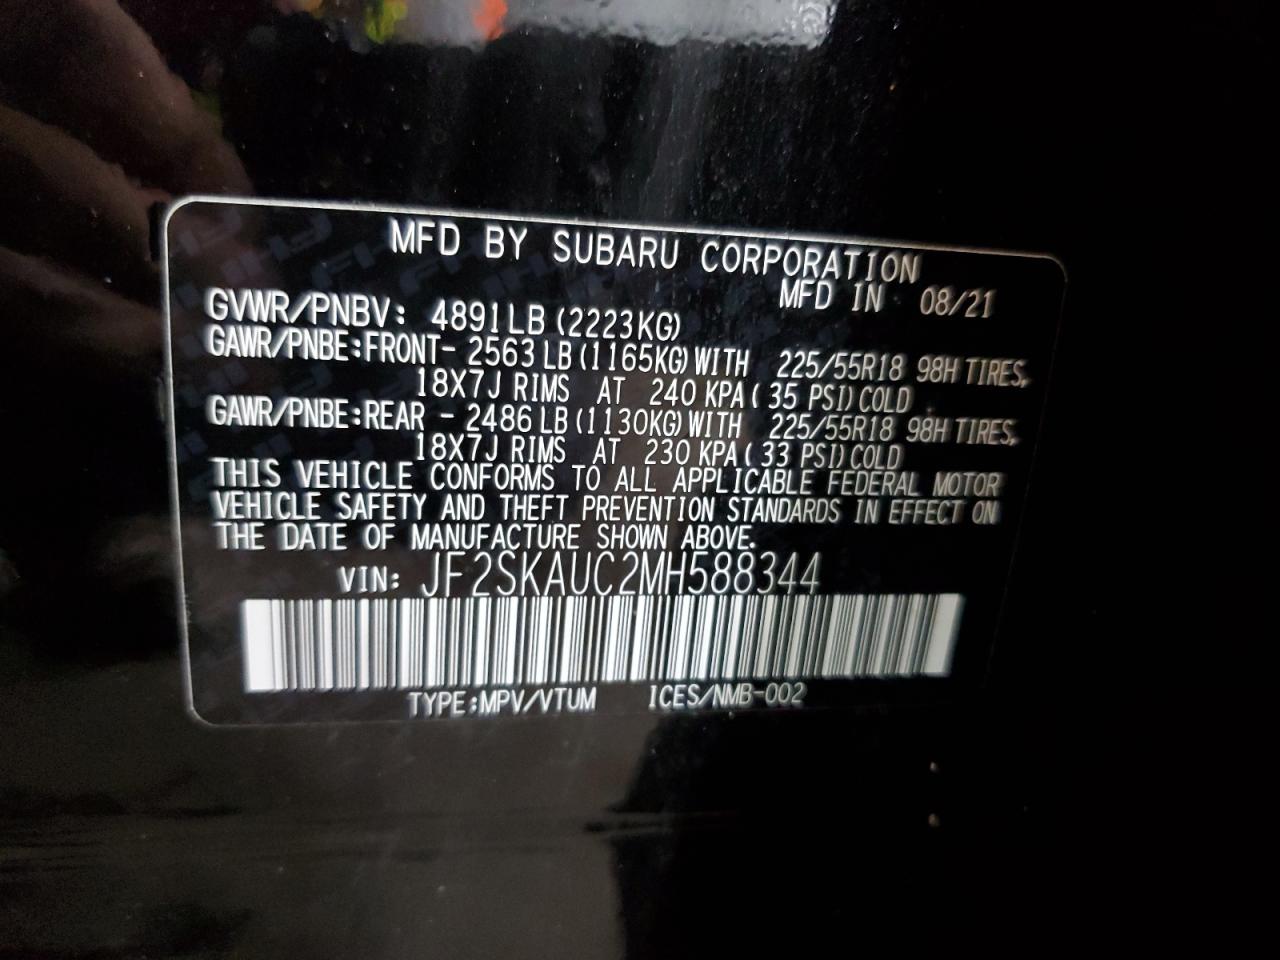 MFD BY SUBARU CORPORATION
MFD IN 08/21
GVWR/PNBV: 4891LB (2223KG)
GAWR/PNBE:FRONT- 2563 LB (1165KG) WITH 225/55R18 98H TIRES,
18X7J RIMS AT 240 KPA ( 35 PSI) COLD
GAWR/PNBE:REAR - 2486 LB (1130KG) WITH 225/55R18 98H TIRES,
18X7J RIMS AT 230 KPA ( 33 PSI) COLD
THIS VEHICLE CONFORMS TO ALL APPLICABLE FEDERAL MOTOR
VEHICLE SAFETY AND THEFT PREVENTION STANDARDS IN EFFECT ON
THE DATE OF MANUFACTURE SHOWN ABOVE.
VIN: JF2SKAUC2MH588344
TYPE:MPV/VTUM ICES/NMB-002